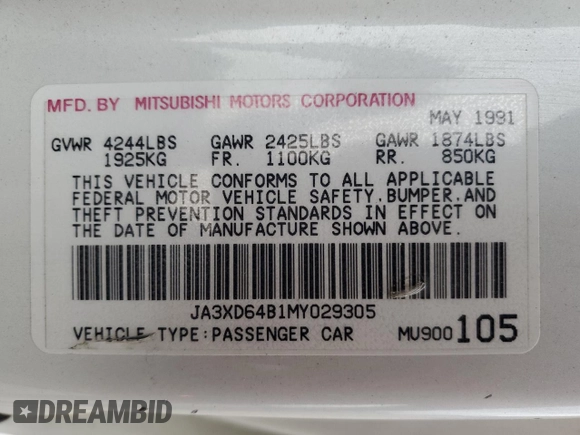 MFD. BY MITSUBISHI MOTORS CORPORATION
MAY 1991
GVWR 4244LBS GAWR 2425LBS GAWR 1874LBS
1925KG FR. 1100KG RR. 850KG
THIS VEHICLE CONFORMS TO ALL APPLICABLE
FEDERAL MOTOR VEHICLE SAFETY.BUMPER.AND
THEFT PREVENTION STANDARDS IN EFFECT ON
THE DATE OF MANUFACTURE SHOWN ABOVE.
JA3XD64B1MY029305
VEHICLE TYPE:PASSENGER CAR MU900105
DREAMBID